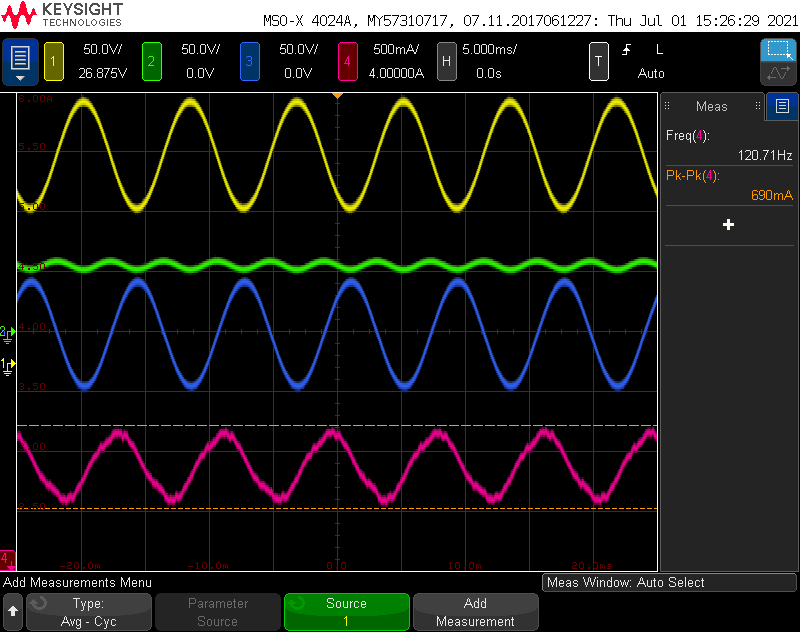 KEYSIGHT
TECHNOLOGIES
MSO-X 4024A, MY57310717, 07.11.2017061227: Thu Jul 01 15:26:29 2021
1 50.0V/ 2 50.0V/ 3 50.0V/ 4 500mA/ H 5.000ms/ T L
26.875V 0.0V 0.0V 4.00000A 0.0s Auto
6.00A
5.50
5.00
4.50
4.00
3.50
3.00
2.50
2
1
4
-20.0m -10.0m 0.0 10.0m 20.0ms
Meas
Freq(4):
120.71Hz
Pk-Pk(4):
690mA
+
Add Measurements Menu
Meas Window: Auto Select
Type:
Avg - Cyc
Parameter
Source
Source
1
Add
Measurement